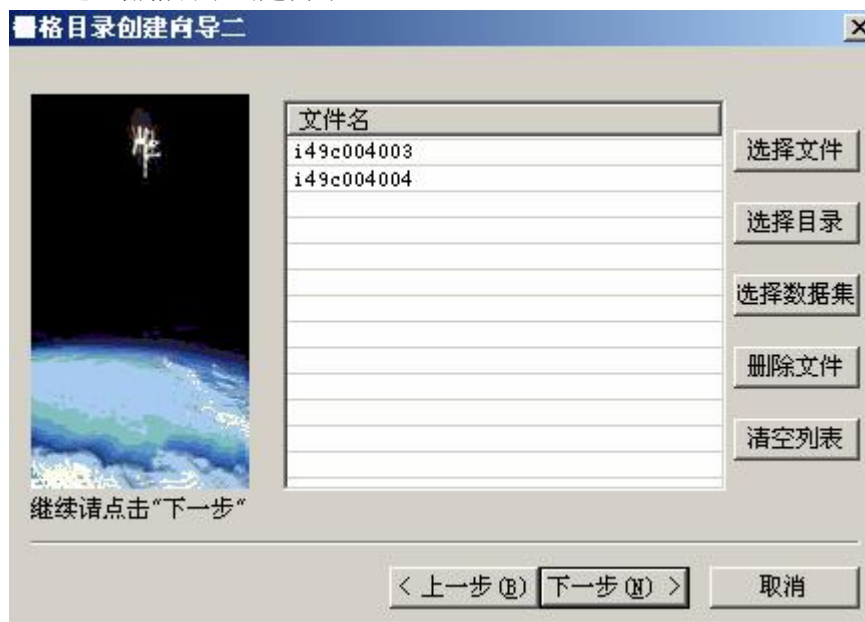 格目录创建向导二
文件名
i49c004003
i49c004004
选择文件
选择目录
选择数据集
删除文件
清空列表
继续请点击“下一步“
< 上一步(B)
下一步(N) >
取消